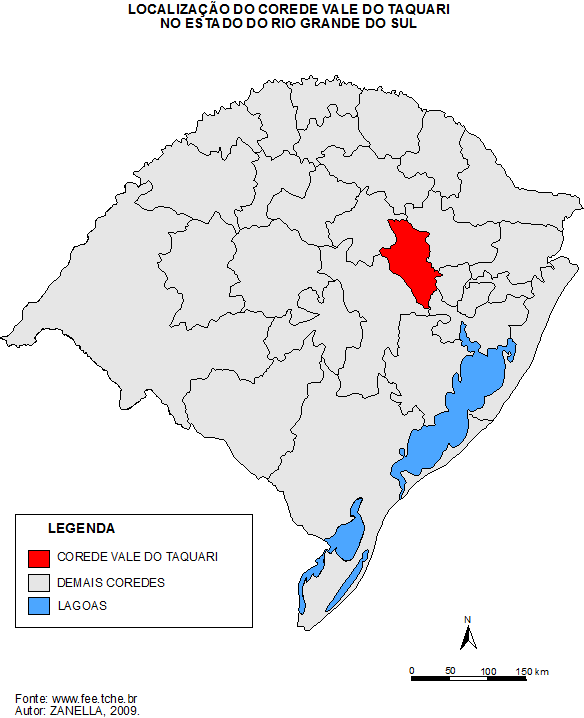 LOCALIZAÇÃO DO COREDE VALE DO TAQUARI
NO ESTADO DO RIO GRANDE DO SUL
LEGENDA
COREDE VALE DO TAQUARI
DEMAIS COREDES
LAGOAS
N
0 50 100 150 km
Fonte: www.fee.tche.br
Autor: ZANELLA, 2009.